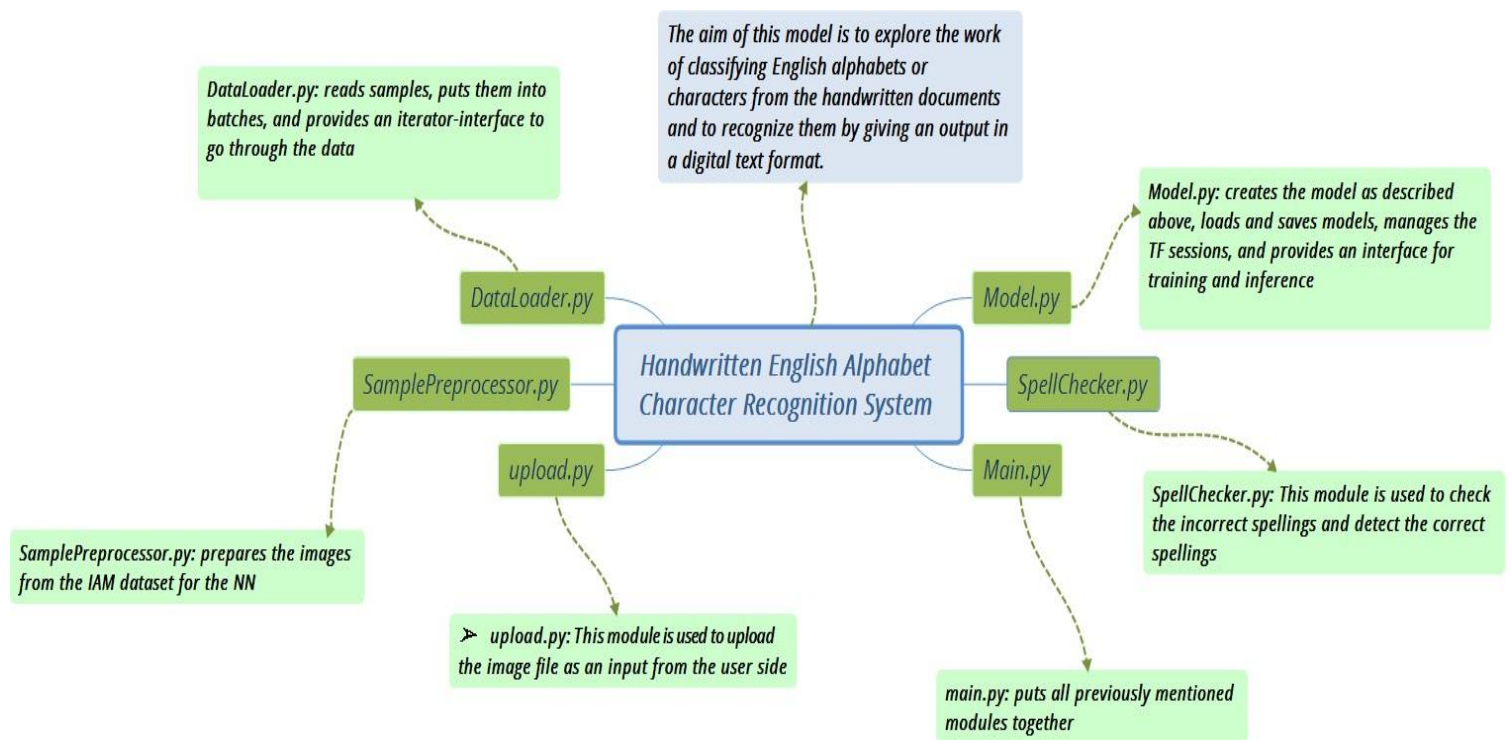 The aim of this model is to explore the work
of classifying English alphabets or
characters from the handwritten documents
and to recognize them by giving an output in
a digital text format.
DataLoader.py: reads samples, puts them into
batches, and provides an iterator-interface to
go through the data
Model.py: creates the model as described
above, loads and saves models, manages the
TF sessions, and provides an interface for
training and inference
DataLoader.py
Model.py
Handwritten English Alphabet
Character Recognition System
SamplePreprocessor.py
SpellChecker.py
upload.py
Main.py
SpellChecker.py: This module is used to check
the incorrect spellings and detect the correct
spellings
SamplePreprocessor.py: prepares the images
from the IAM dataset for the NN
➢ upload.py: This module is used to upload
the image file as an input from the user side
main.py: puts all previously mentioned
modules together